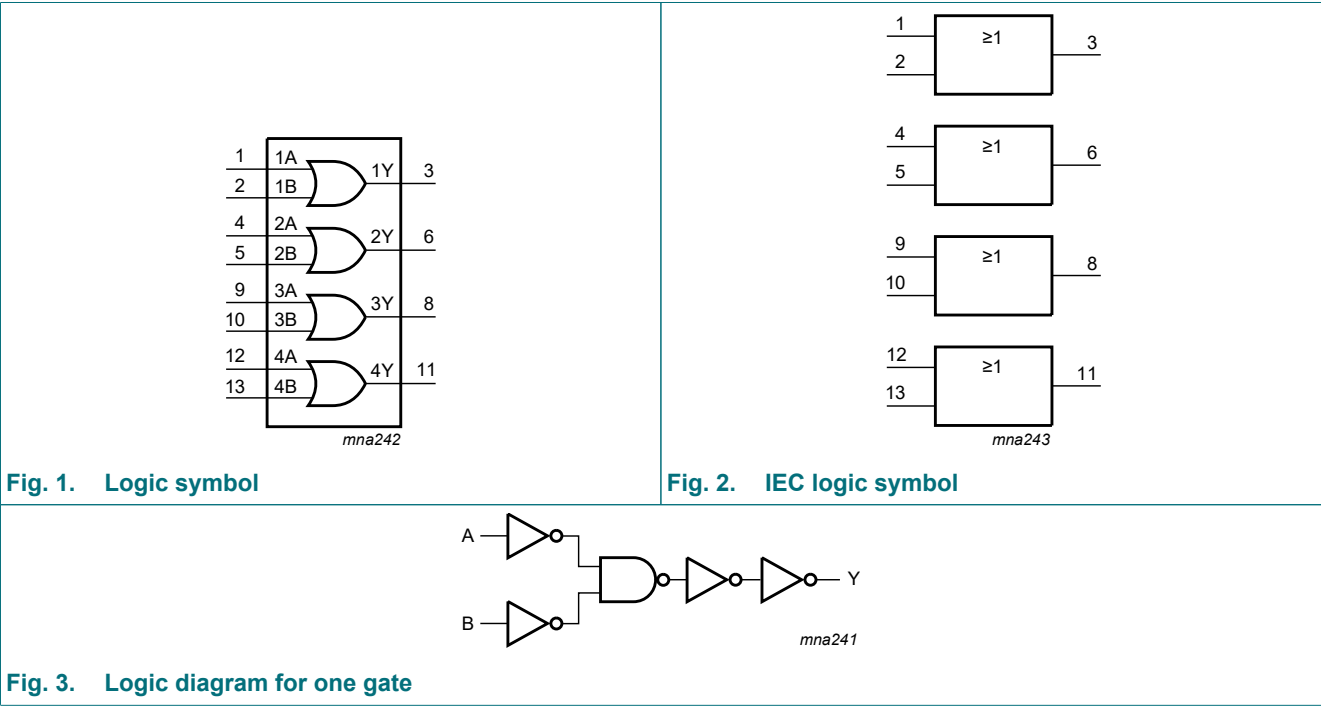 1 1A 1Y 3
2 1B
4 2A 2Y 6
5 2B
9 3A 3Y 8
10 3B
12 4A 4Y 11
13 4B
mna242
Fig. 1. Logic symbol
1 ≥1 3
2
4 ≥1 6
5
9 ≥1 8
10
12 ≥1 11
13
mna243
Fig. 2. IEC logic symbol
A
Y
B
mna241
Fig. 3. Logic diagram for one gate